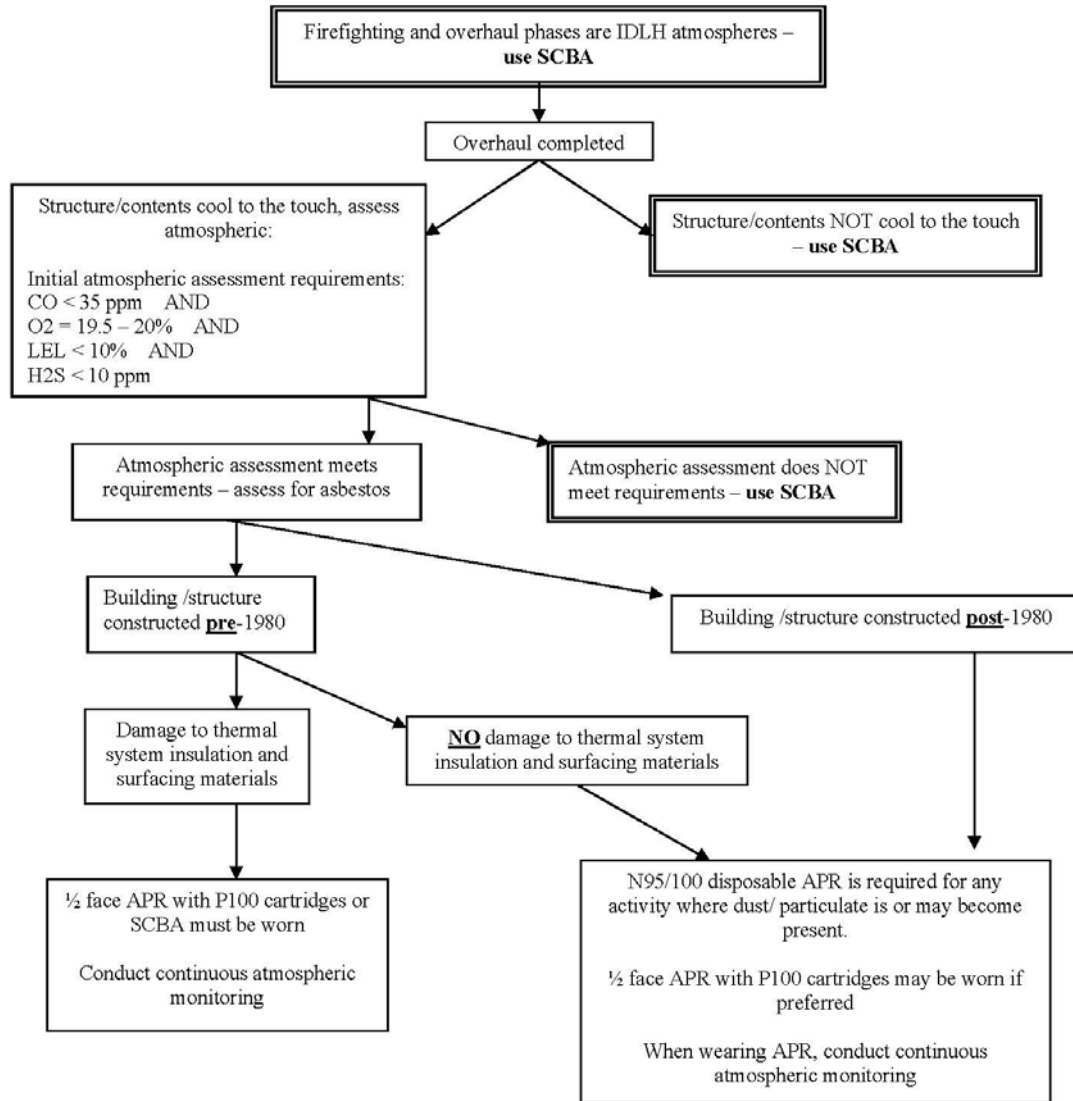 Firefighting and overhaul phases are IDLH atmospheres –
use SCBA
Overhaul completed
Structure/contents cool to the touch, assess
atmospheric:
Initial atmospheric assessment requirements:
CO < 35 ppm AND
O2 = 19.5 – 20% AND
LEL < 10% AND
H2S < 10 ppm
Structure/contents NOT cool to the touch
– use SCBA
Atmospheric assessment meets
requirements – assess for asbestos
Atmospheric assessment does NOT
meet requirements – use SCBA
Building /structure
constructed pre-1980
Building /structure constructed post-1980
Damage to thermal
system insulation and
surfacing materials
NO damage to thermal system
insulation and surfacing materials
½ face APR with P100 cartridges or
SCBA must be worn
Conduct continuous atmospheric
monitoring
N95/100 disposable APR is required for any
activity where dust/ particulate is or may become
present.
½ face APR with P100 cartridges may be worn if
preferred
When wearing APR, conduct continuous
atmospheric monitoring